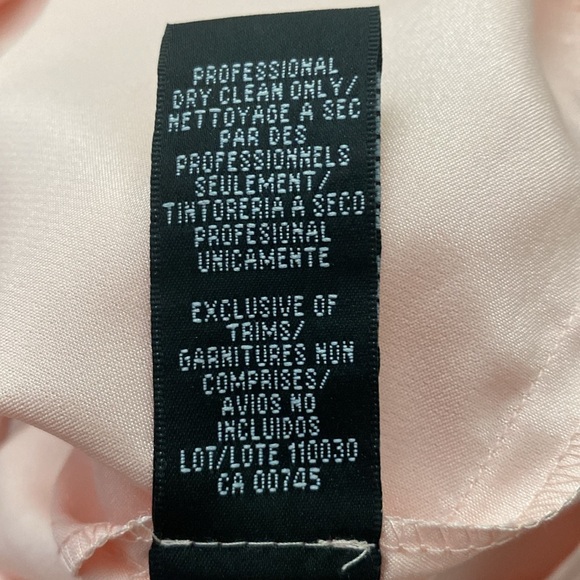 PROFESSIONAL
DRY CLEAN ONLY/
NETTOYAGE A SEC
PAR DES
PROFESSIONNELS
SEULEMENT/
TINTORERIA A SECO
PROFESIONAL
UNICAMENTE
EXCLUSIVE OF
TRIMS/
GARNITURES NON
COMPRISES/
AVIOS NO
INCLUIDOS
LOT/LOTE 110030
CA 00745